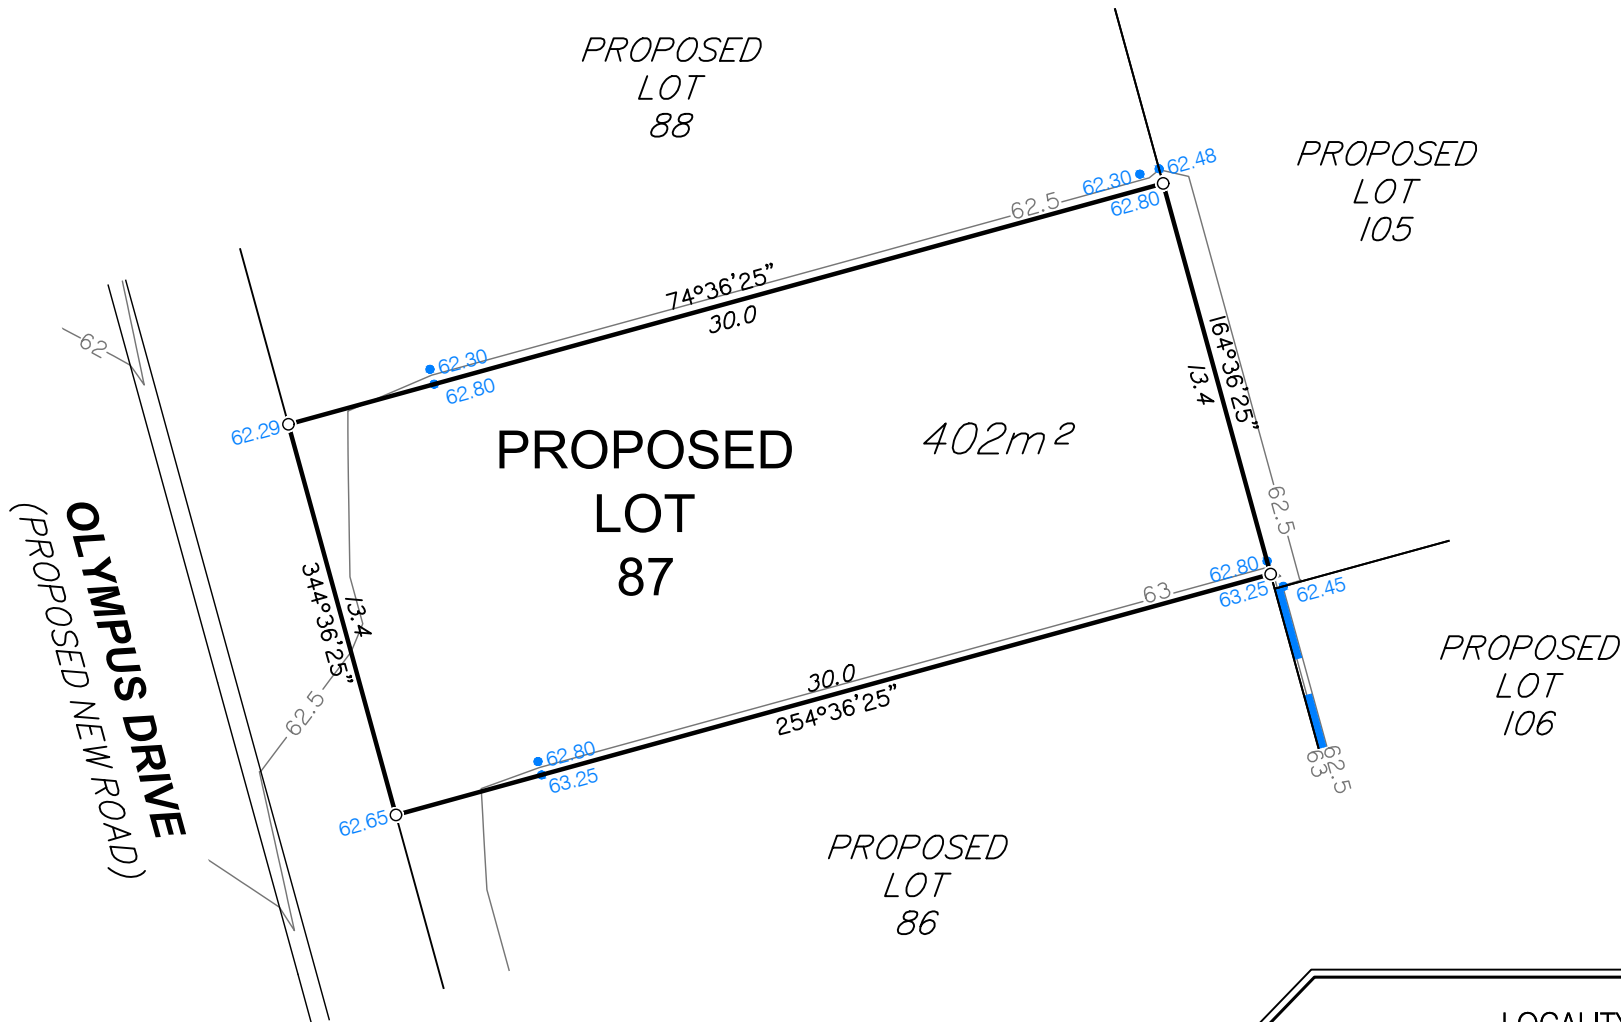 PROPOSED
LOT
88
PROPOSED
LOT
105
62.30
62.48
62.80
62.5
74°36'25"
30.0
62
62.30
62.80
62.29
164°36'25"
13.4
PROPOSED
LOT
87
402m²
62.5
OLYMPUS DRIVE
(PROPOSED NEW ROAD)
344°36'25"
13.4
62.80
63.25
62.45
63
PROPOSED
LOT
106
30.0
254°36'25"
62.5
62.80
63.25
62.65
63
62.5
PROPOSED
LOT
86